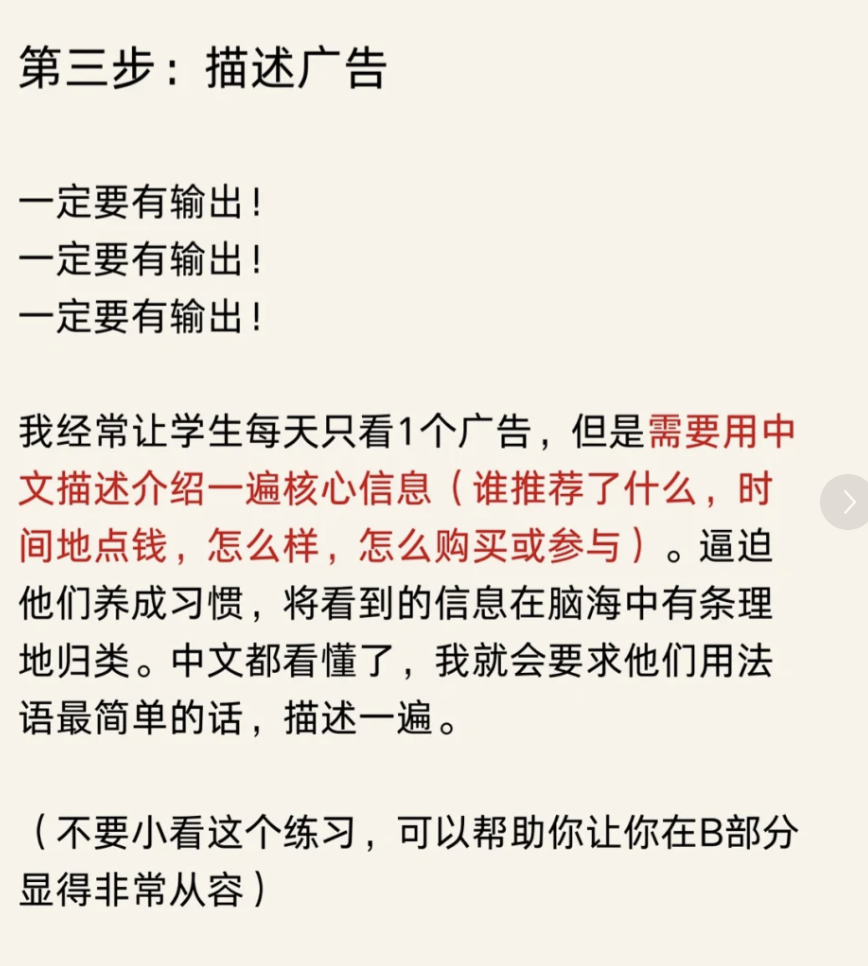 第三步：描述广告
一定要有输出！
一定要有输出！
一定要有输出！
我经常让学生每天只看1个广告，但是需要用中
文描述介绍一遍核心信息（谁推荐了什么，时
间地点钱，怎么样，怎么购买或参与）。逼迫
他们养成习惯，将看到的信息在脑海中有条理
地归类。中文都看懂了，我就会要求他们用法
语最简单的话，描述一遍。
（不要小看这个练习，可以帮助你让你在B部分
显得非常从容）